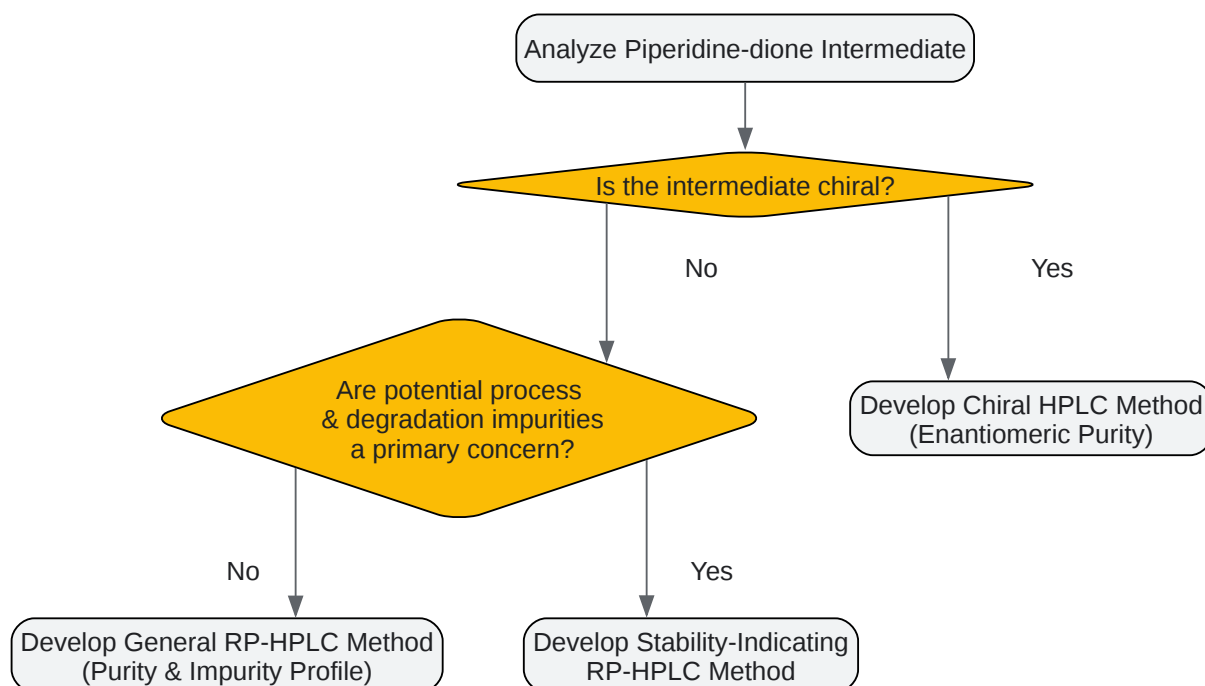 Analyze Piperidine-dione Intermediate
Is the intermediate chiral?
No
Yes
Are potential process
& degradation impurities
a primary concern?
Develop Chiral HPLC Method
(Enantiomeric Purity)
No
Yes
Develop General RP-HPLC Method
(Purity & Impurity Profile)
Develop Stability-Indicating
RP-HPLC Method